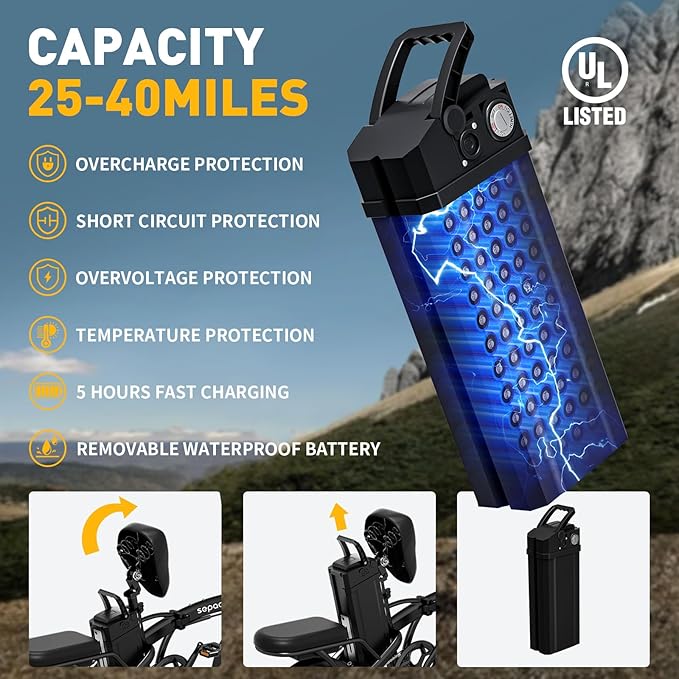 CAPACITY
25-40MILES
UL
R
LISTED
OVERCHARGE PROTECTION
SHORT CIRCUIT PROTECTION
OVERVOLTAGE PROTECTION
TEMPERATURE PROTECTION
5 HOURS FAST CHARGING
REMOVABLE WATERPROOF BATTERY